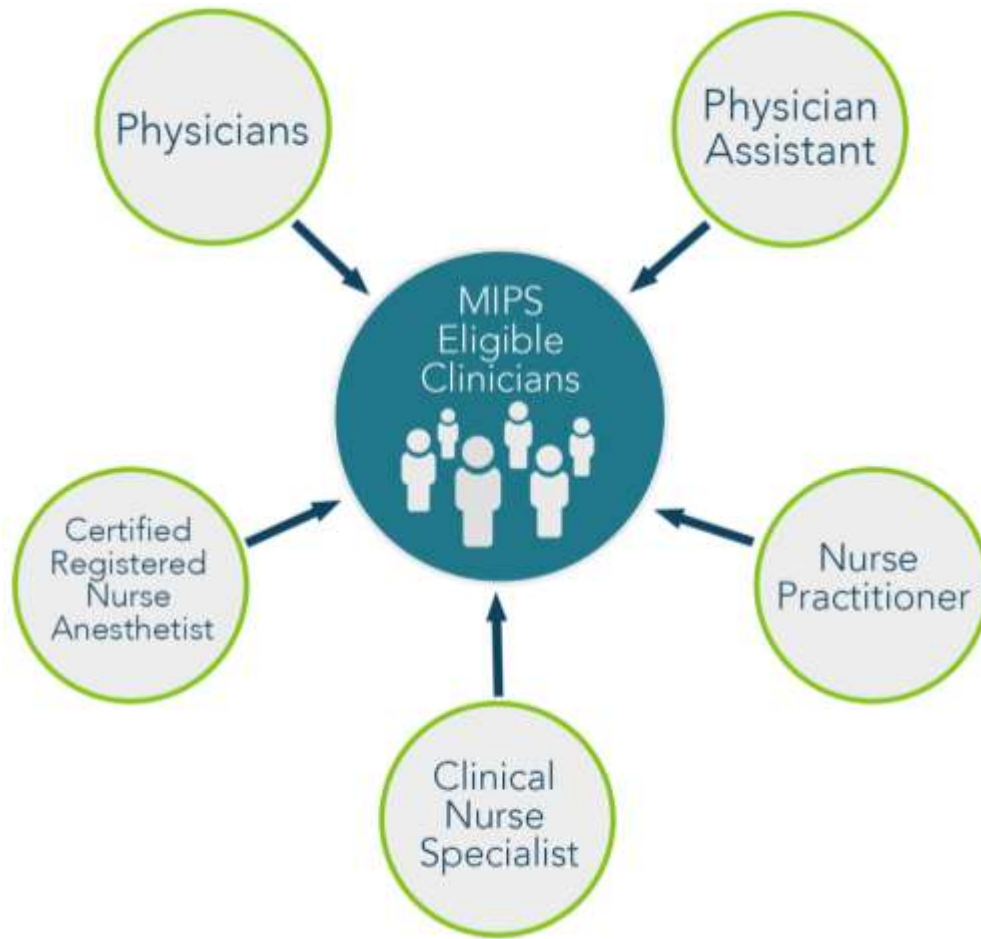 Physicians
Physician
Assistant
MIPS
Eligible
Clinicians
Certified
Registered
Nurse
Anesthetist
Nurse
Practitioner
Clinical
Nurse
Specialist